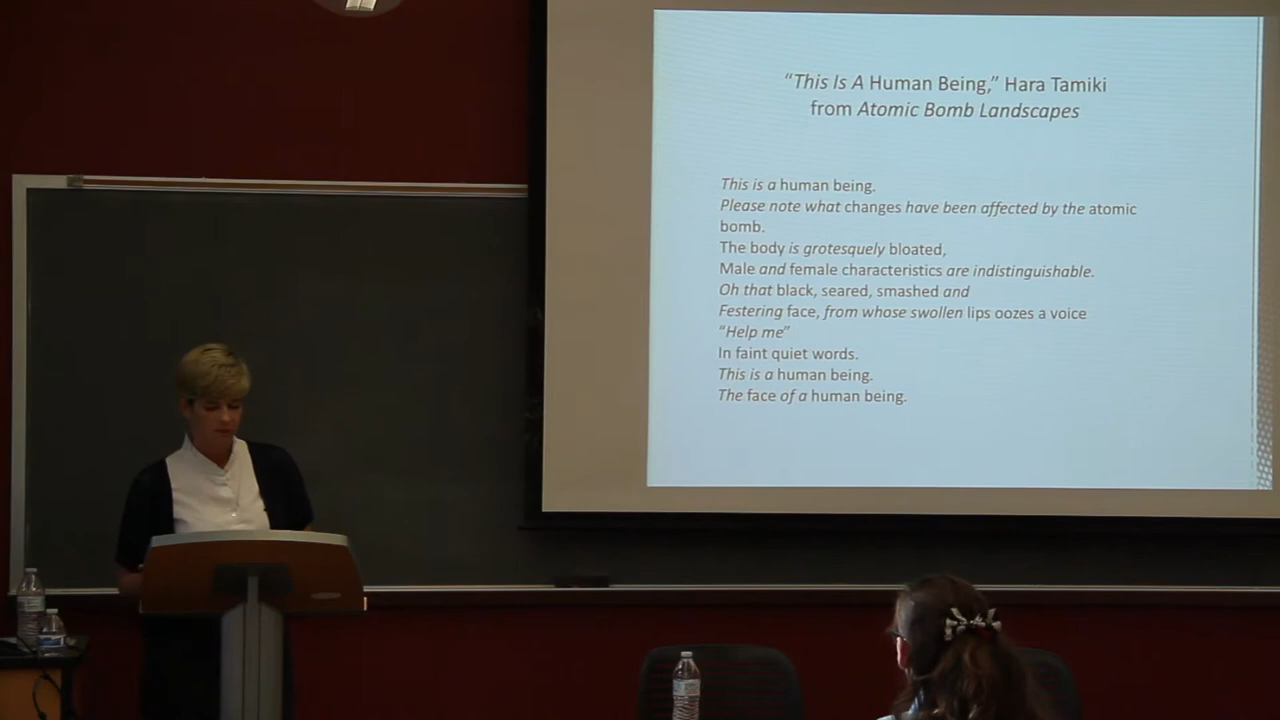 “This Is A Human Being,” Hara Tamiki
from Atomic Bomb Landscapes
This is a human being.
Please note what changes have been affected by the atomic
bomb.
The body is grotesquely bloated,
Male and female characteristics are indistinguishable.
Oh that black, seared, smashed and
Festering face, from whose swollen lips oozes a voice
“Help me”
In faint quiet words.
This is a human being.
The face of a human being.